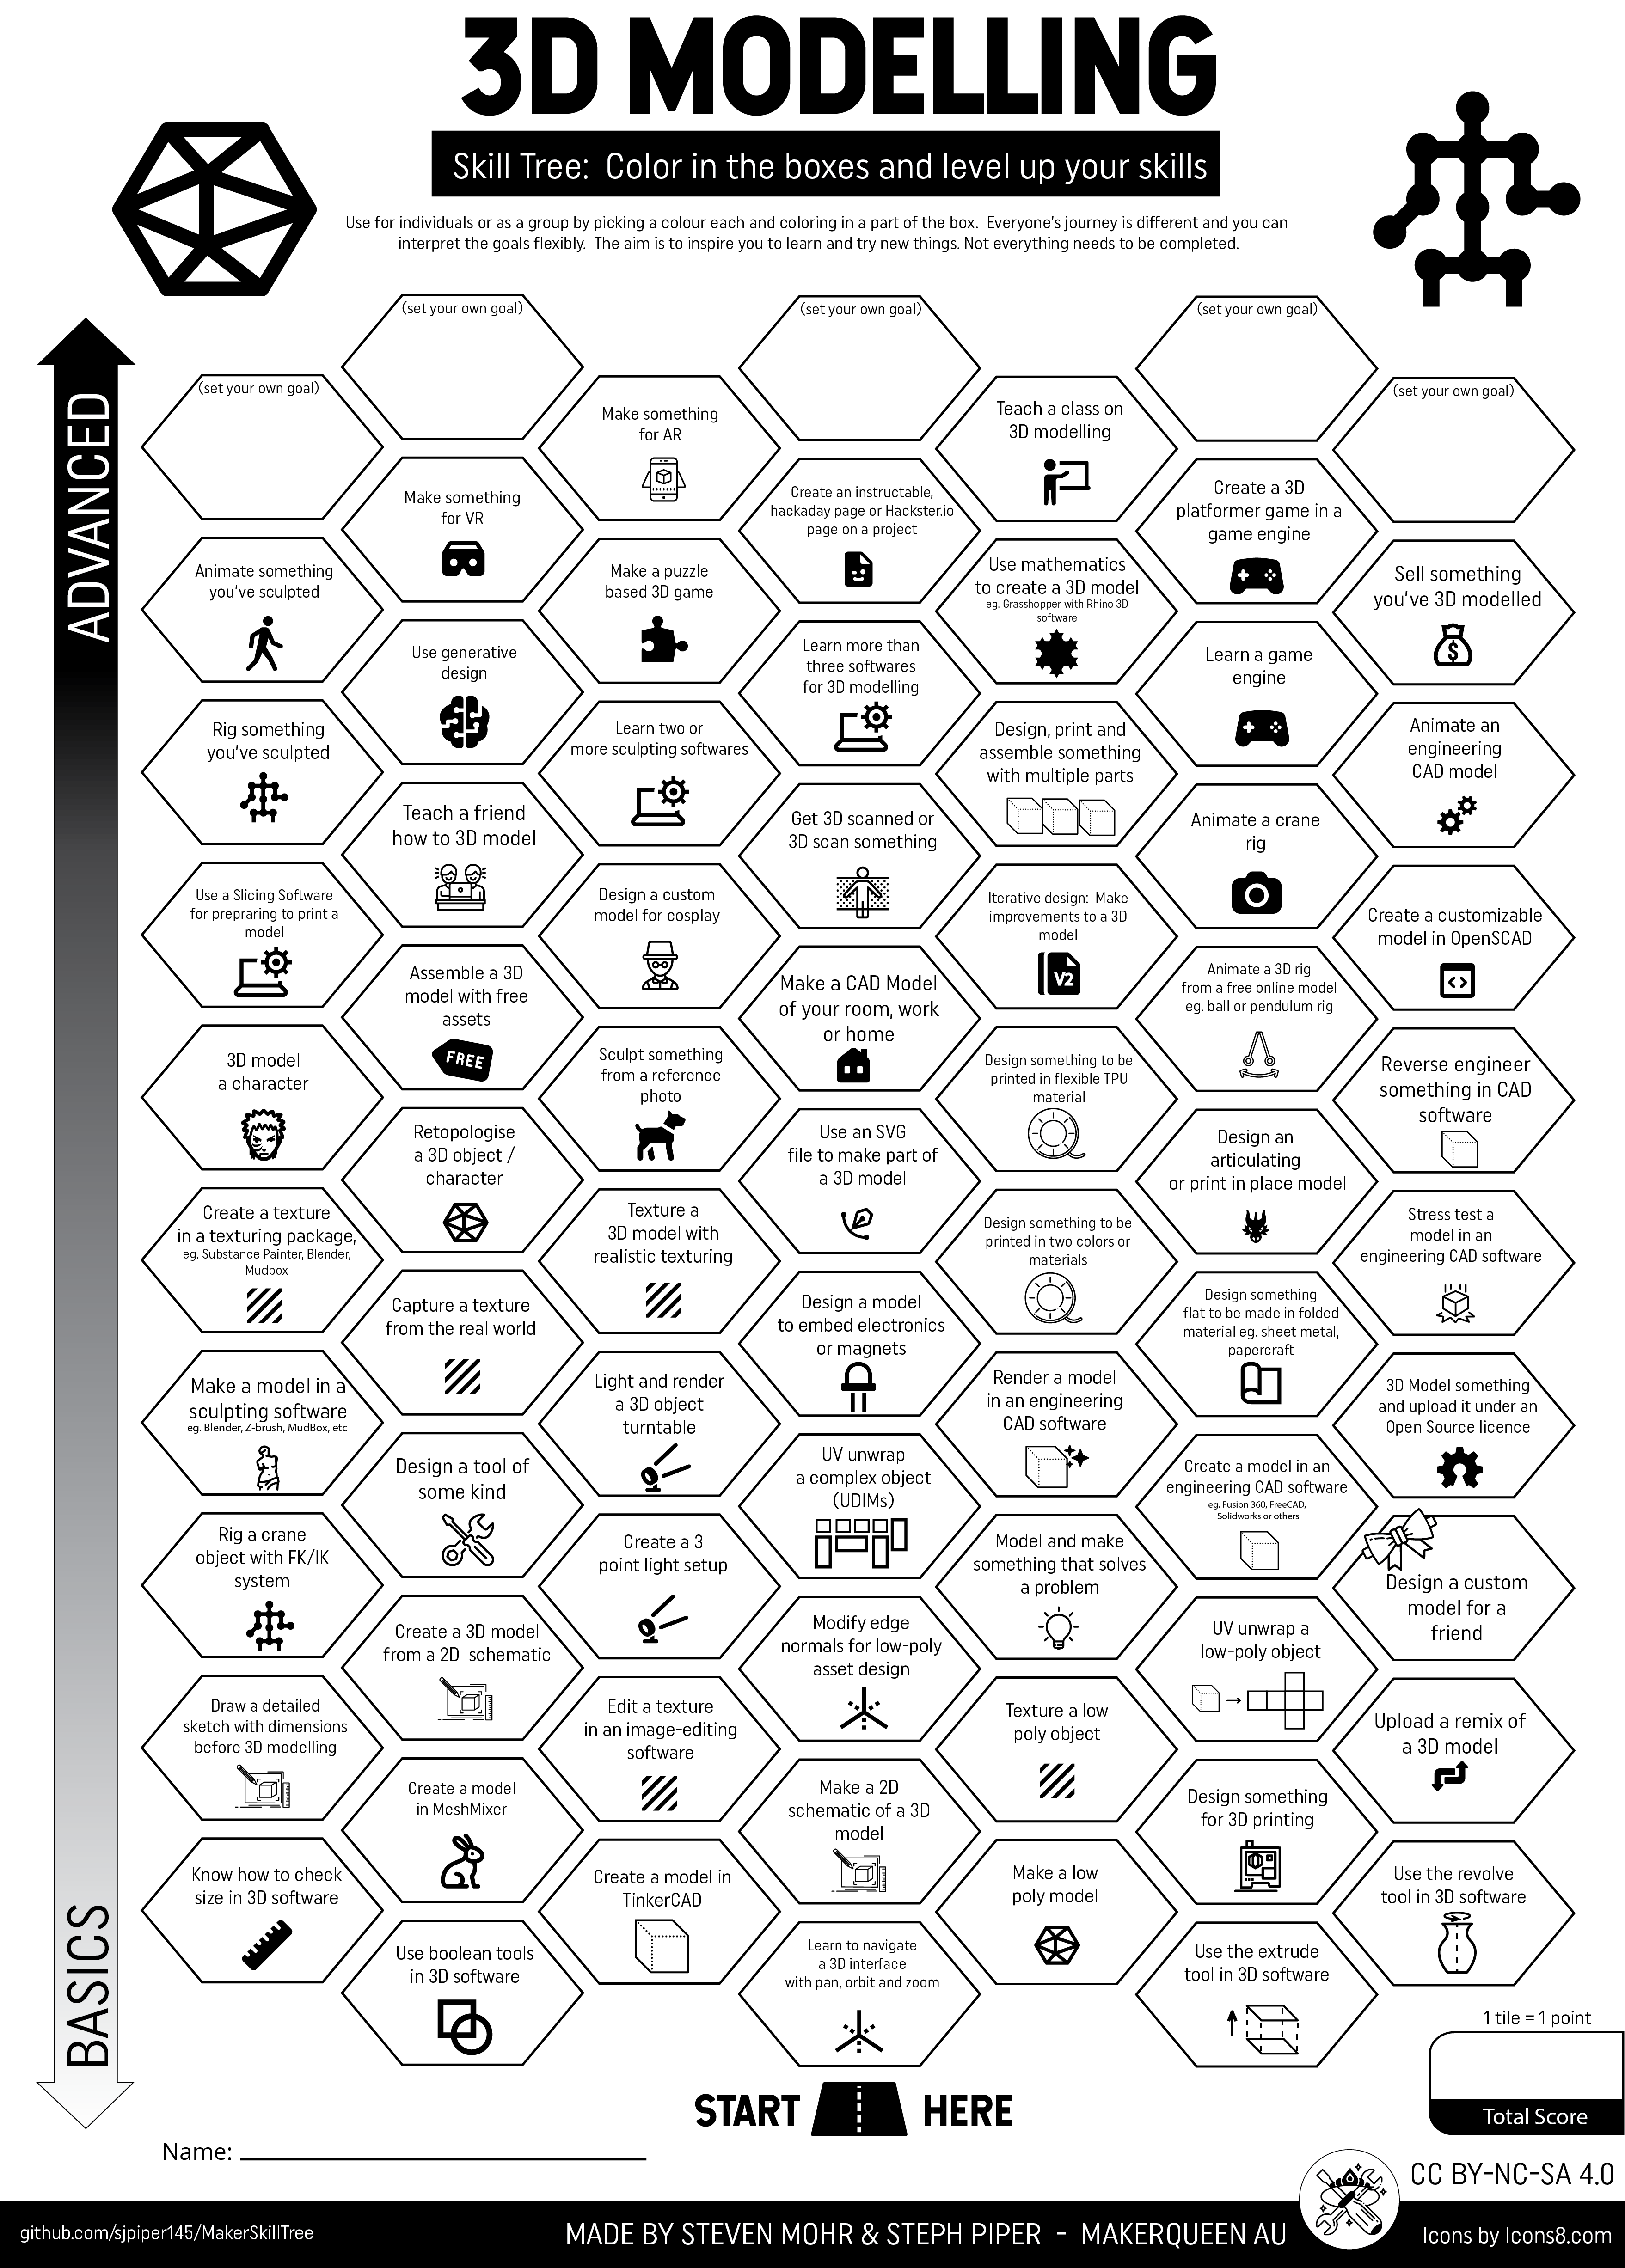 3D MODELLING
Skill Tree:  Color in the boxes and level up your skills
Use for individuals or as a group by picking a colour each and coloring in a part of the box.  Everyone's journey is different and you can
interpret the goals flexibly.  The aim is to inspire you to learn and try new things. Not everything needs to be completed.
ADVANCED
(set your own goal)
(set your own goal)
(set your own goal)
(set your own goal)
(set your own goal)
Make something
for AR
Teach a class on
3D modelling
Make something
for VR
Create an instructable,
hackaday page or Hackster.io
page on a project
Create a 3D
platformer game in a
game engine
Animate something
you've sculpted
Make a puzzle
based 3D game
Use mathematics
to create a 3D model
eg. Grasshopper with Rhino 3D
software
Sell something
you've 3D modelled
Use generative
design
Learn more than
three softwares
for 3D modelling
Learn a game
engine
Rig something
you've sculpted
Learn two or
more sculpting softwares
Design, print and
assemble something
with multiple parts
Animate an
engineering
CAD model
Teach a friend
how to 3D model
Get 3D scanned or
3D scan something
Animate a crane
rig
Use a Slicing Software
for prepraring to print a
model
Design a custom
model for cosplay
Iterative design:  Make
improvements to a 3D
model
V2
Create a customizable
model in OpenSCAD
Assemble a 3D
model with free
assets
FREE
Make a CAD Model
of your room, work
or home
Animate a 3D rig
from a free online model
eg. ball or pendulum rig
3D model
a character
Sculpt something
from a reference
photo
Design something to be
printed in flexible TPU
material
Reverse engineer
something in CAD
software
Retopologise
a 3D object /
character
Use an SVG
file to make part of
a 3D model
Design an
articulating
or print in place model
Create a texture
in a texturing package,
eg. Substance Painter, Blender,
Mudbox
Texture a
3D model with
realistic texturing
Design something to be
printed in two colors or
materials
Stress test a
model in an
engineering CAD software
Capture a texture
from the real world
Design a model
to embed electronics
or magnets
Design something
flat to be made in folded
material eg. sheet metal,
papercraft
Make a model in a
sculpting software
eg. Blender, Z-brush, MudBox, etc
Light and render
a 3D object
turntable
Render a model
in an engineering
CAD software
3D Model something
and upload it under an
Open Source licence
Design a tool of
some kind
UV unwrap
a complex object
(UDIMs)
Create a model in an
engineering CAD software
eg. Fusion 360, FreeCAD,
Solidworks or others
Rig a crane
object with FK/IK
system
Create a 3
point light setup
Model and make
something that solves
a problem
Design a custom
model for a
friend
Create a 3D model
from a 2D  schematic
Modify edge
normals for low-poly
asset design
UV unwrap a
low-poly object
Draw a detailed
sketch with dimensions
before 3D modelling
Edit a texture
in an image-editing
software
Texture a low
poly object
Upload a remix of
a 3D model
Create a model
in MeshMixer
Make a 2D
schematic of a 3D
model
Design something
for 3D printing
Know how to check
size in 3D software
Create a model in
TinkerCAD
Make a low
poly model
Use the revolve
tool in 3D software
Use boolean tools
in 3D software
Learn to navigate
a 3D interface
with pan, orbit and zoom
Use the extrude
tool in 3D software
BASICS
START HERE
1 tile = 1 point
Total Score
Name:
CC BY-NC-SA 4.0
github.com/sjpiper145/MakerSkillTree
MADE BY STEVEN MOHR & STEPH PIPER  -  MAKERQUEEN AU
Icons by Icons8.com